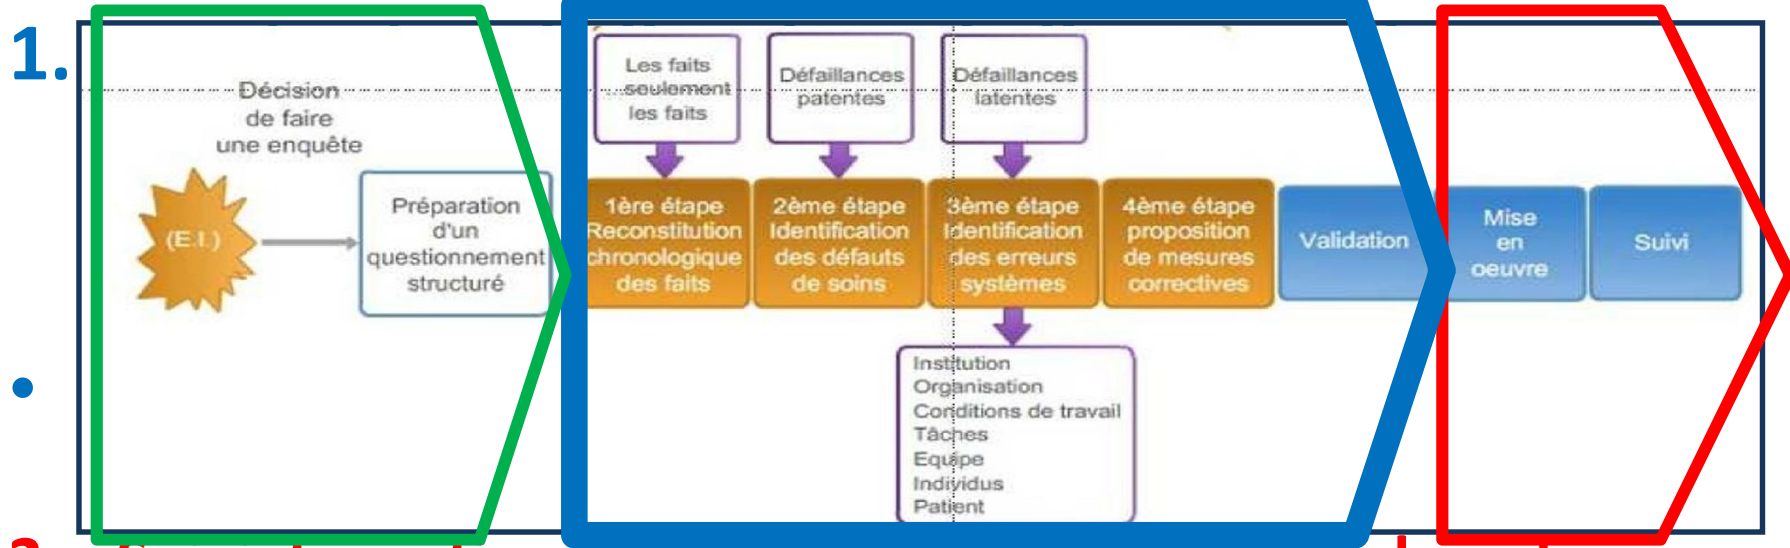 1.
Décision
de faire
une enquête
(E.I.)
Préparation
d'un
questionnement
structuré
Les faits
...seulement
les faits
Défaillances
patentes
Défaillances
latentes
1ère étape
Reconstitution
chronologique
des faits
2ème étape
Identification
des défauts
de soins
3ème étape
Identification
des erreurs
systèmes
4ème étape
proposition
de mesures
correctives
Validation
Mise
en
oeuvre
Suivi
Institution
Organisation
Conditions de travail
Tâches
Equipe
Individus
Patient